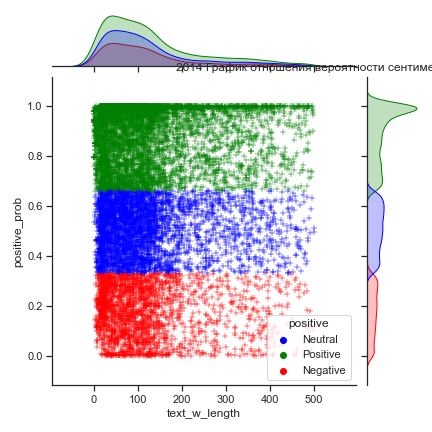 2014 График отношения вероятности сентиме
1.0
0.8
0.6
0.4
0.2
0.0
positive_prob
positive
Neutral
Positive
Negative
0 100 200 300 400 500
text_w_length